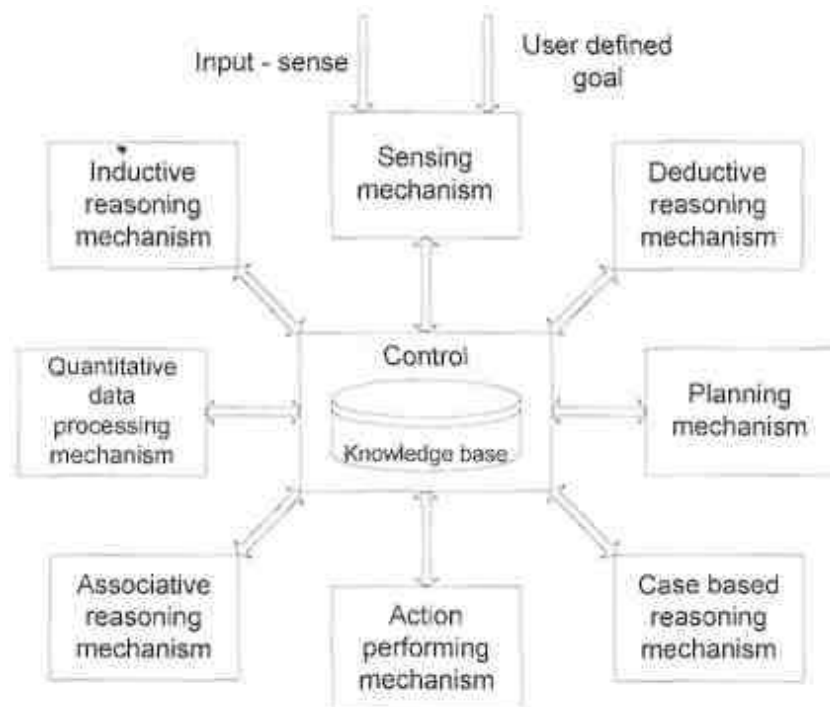 Input - sense
User defined
goal
Inductive
reasoning
mechanism
Sensing
mechanism
Deductive
reasoning
mechanism
Quantitative
data
processing
mechanism
Control
Knowledge base
Planning
mechanism
Associative
reasoning
mechanism
Action
performing
mechanism
Case based
reasoning
mechanism